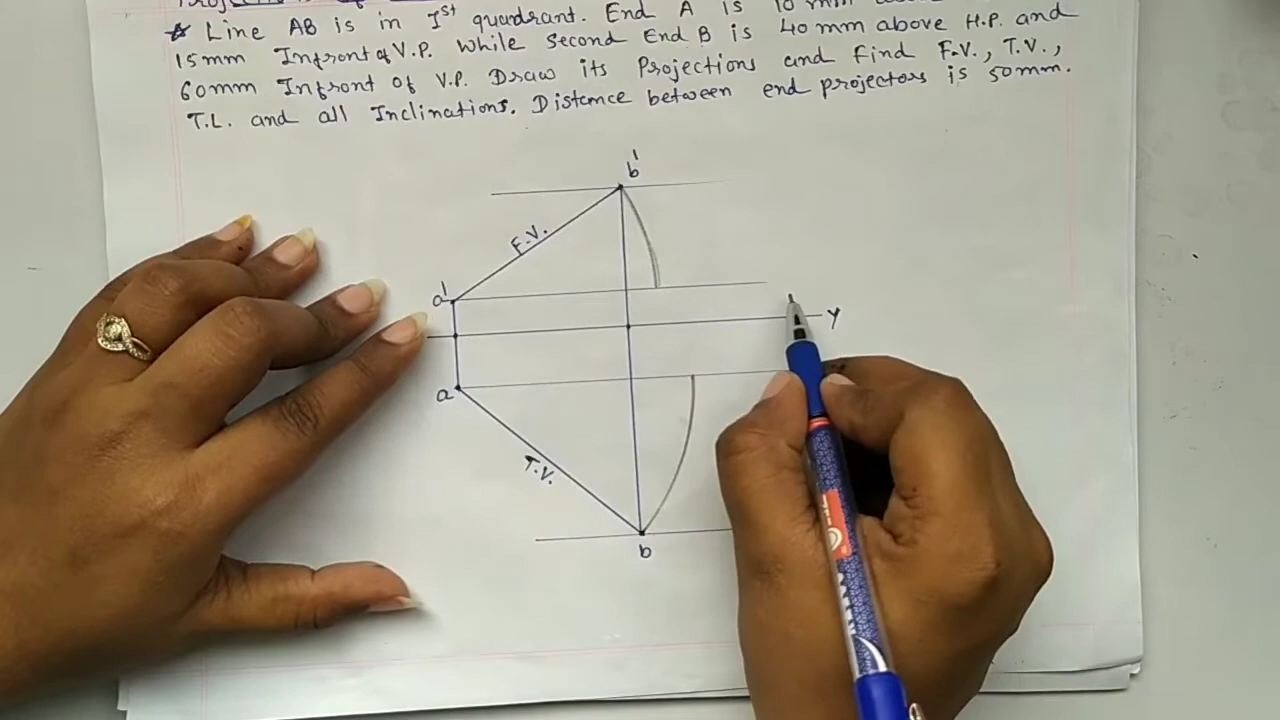 ☆ Line AB is in Ist quadrant. End A is 10 mm
15mm Infront of V.P. While Second End B is 40 mm above H.P. and
60mm Infront of V.P. Draw its Projections and find F.V., T.V.,
T.L. and all Inclinations. Distance between end projectors is 50mm.
b'
F.V.
a'
Y
a
T.V.
b